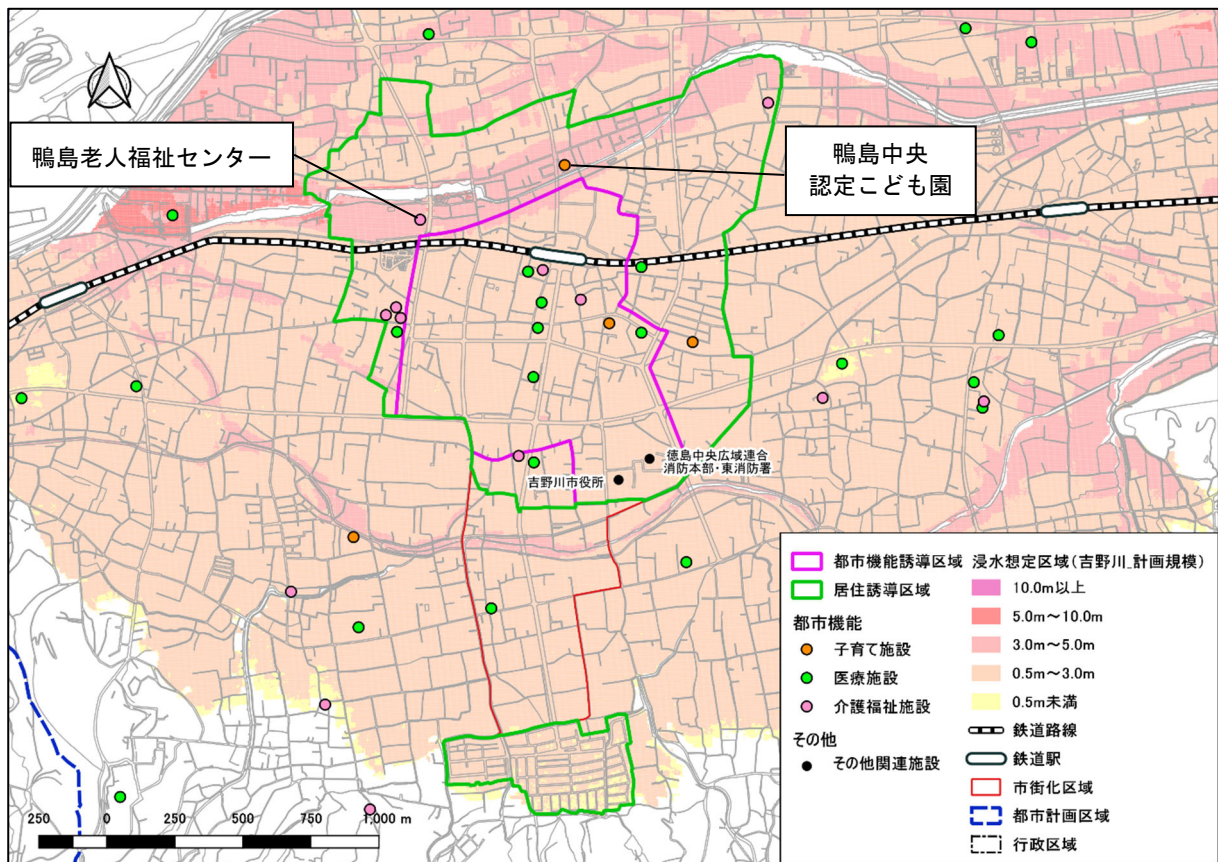 鴨島老人福祉センター
鴨島中央
認定こども園
徳島中央広域連合
消防本部・東消防署
吉野川市役所
都市機能誘導区域
居住誘導区域
都市機能
子育て施設
医療施設
介護福祉施設
その他
その他関連施設
浸水想定区域(吉野川_計画規模)
10.0m以上
5.0m～10.0m
3.0m～5.0m
0.5m～3.0m
0.5m未満
鉄道路線
鉄道駅
市街化区域
都市計画区域
行政区域
250 0 250 500 750 1,000 m